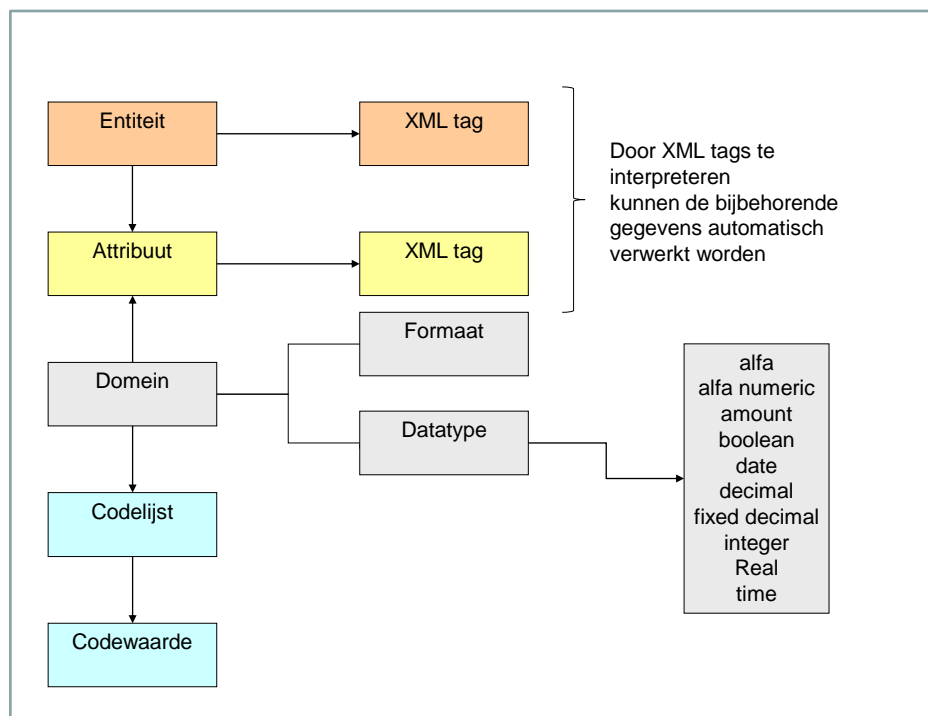 Entiteit
XML tag
Door XML tags te
interpreteren
kunnen de bijbehorende
gegevens automatisch
verwerkt worden
Attribuut
XML tag
Formaat
Domein
Datatype
alfa
alfa numeric
amount
boolean
date
decimal
fixed decimal
integer
Real
time
Codelijst
Codewaarde